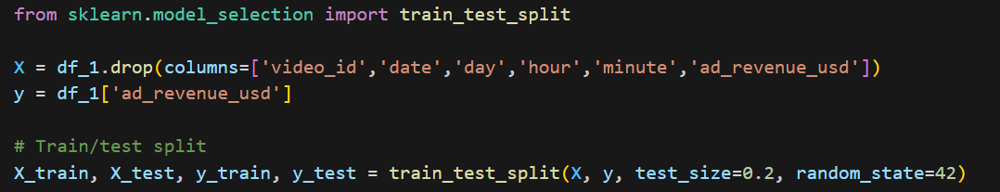 from sklearn.model_selection import train_test_split
X = df_1.drop(columns=['video_id','date','day','hour','minute','ad_revenue_usd'])
y = df_1['ad_revenue_usd']
# Train/test split
X_train, X_test, y_train, y_test = train_test_split(X, y, test_size=0.2, random_state=42)